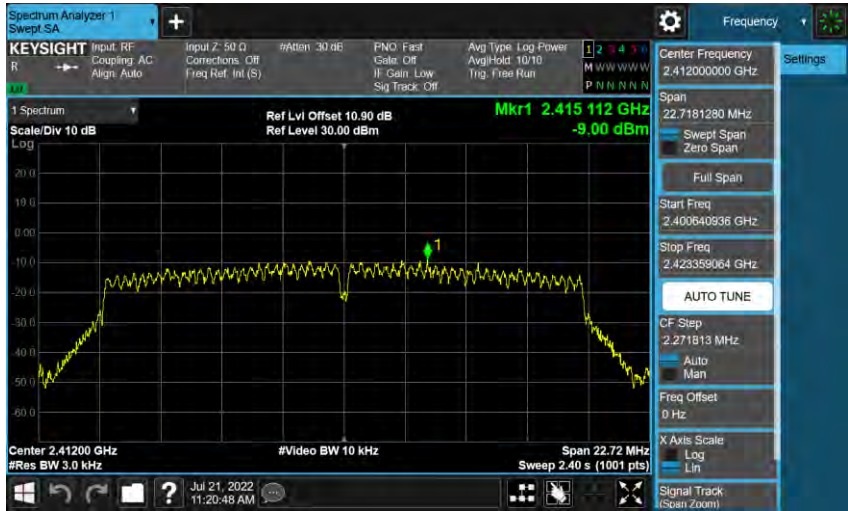 Spectrum Analyzer 1
Swept SA
Frequency
KEYSIGHT
R
Input: RF
Coupling: AC
Align: Auto
Input Z: 50 Ω
Corrections: Off
Freq Ref: Int (S)
#Atten: 30 dB
PNO: Fast
Gate: Off
IF Gain: Low
Sig Track: Off
Avg Type: Log-Power
Avg|Hold: 10/10
Trig: Free Run
1 2 3 4 5 6
M W W W W W
P N N N N N
1 Spectrum
Scale/Div 10 dB
Log
Ref Lvl Offset 10.90 dB
Ref Level 30.00 dBm
Mkr1 2.415 112 GHz
-9.00 dBm
20.0
10.0
0.00
-10.0
-20.0
-30.0
-40.0
-50.0
-60.0
1
Center 2.41200 GHz
#Res BW 3.0 kHz
#Video BW 10 kHz
Span 22.72 MHz
Sweep 2.40 s (1001 pts)
Jul 21, 2022
11:20:48 AM
?
Center Frequency
2.412000000 GHz
Settings
Span
22.7181280 MHz
Swept Span
Zero Span
Full Span
Start Freq
2.400640936 GHz
Stop Freq
2.423359064 GHz
AUTO TUNE
CF Step
2.271813 MHz
Auto
Man
Freq Offset
0 Hz
X Axis Scale
Log
Lin
Signal Track
(Span Zoom)